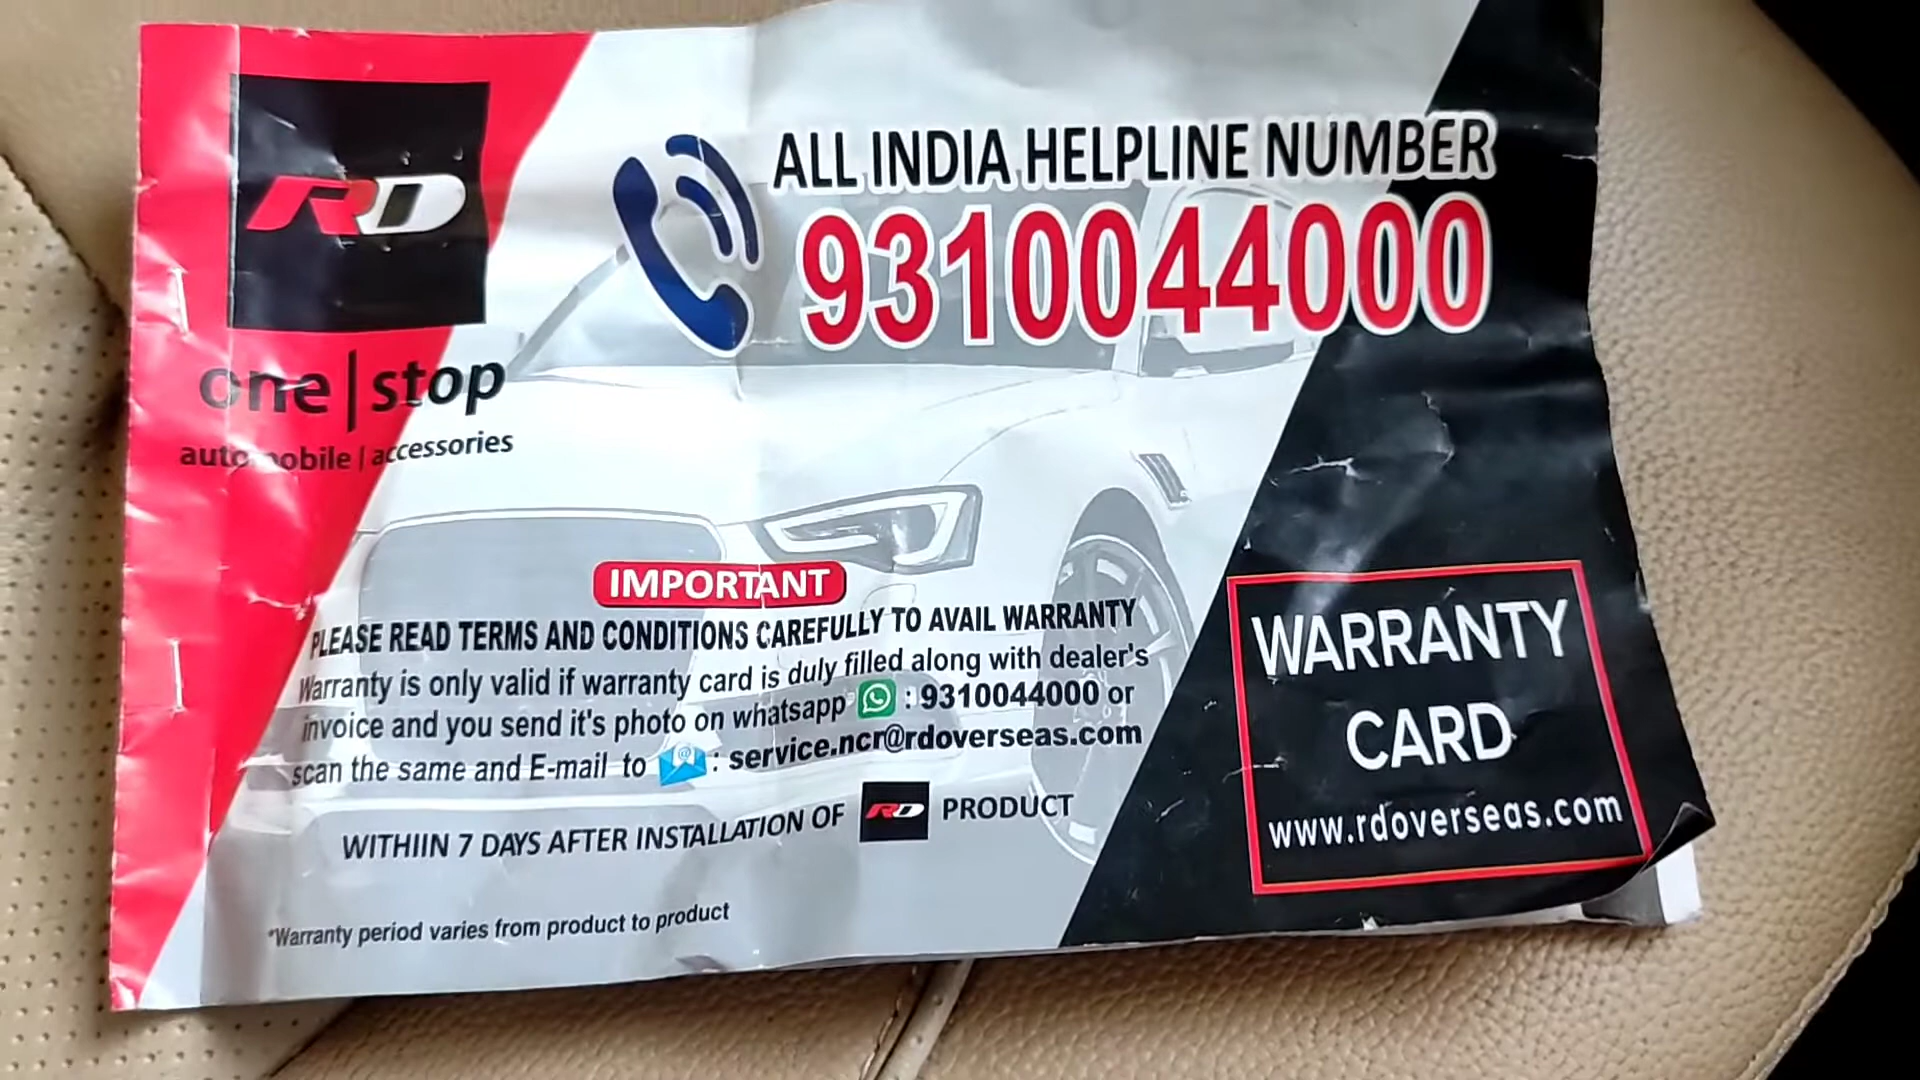 RD
one|stop
automobile|accessories
ALL INDIA HELPLINE NUMBER
9310044000
IMPORTANT
PLEASE READ TERMS AND CONDITIONS CAREFULLY TO AVAIL WARRANTY
Warranty is only valid if warranty card is duly filled along with dealer's
invoice and you send it's photo on whatsapp : 9310044000 or
scan the same and E-mail to : service.ncr@rdoverseas.com
WITHIIN 7 DAYS AFTER INSTALLATION OF RD PRODUCT
*Warranty period varies from product to product
WARRANTY
CARD
www.rdoverseas.com